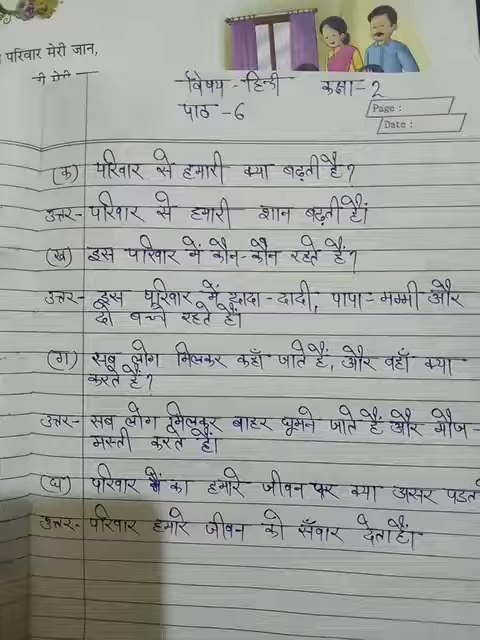 परिवार मेरी जान,
विषय - हिन्दी कक्षा - 2
पाठ - 6
Page :
Date :
(क) परिवार से हमारी क्या बढ़ती है?
उत्तर - परिवार से हमारी शान बढ़ती है।
(ख) इस परिवार में कौन-कौन रहते हैं?
उत्तर - इस परिवार में दादा-दादी, पापा-मम्मी और
दो बच्चे रहते हैं।
(ग) सब लोग मिलकर कहाँ जाते हैं, और वहाँ क्या
करते हैं?
उत्तर - सब लोग मिलकर बाहर घूमने जाते हैं और मौज-
मस्ती करते हैं।
(घ) परिवार का हमारे जीवन पर क्या असर पड़ता
उत्तर - परिवार हमारे जीवन को सँवार देता है।